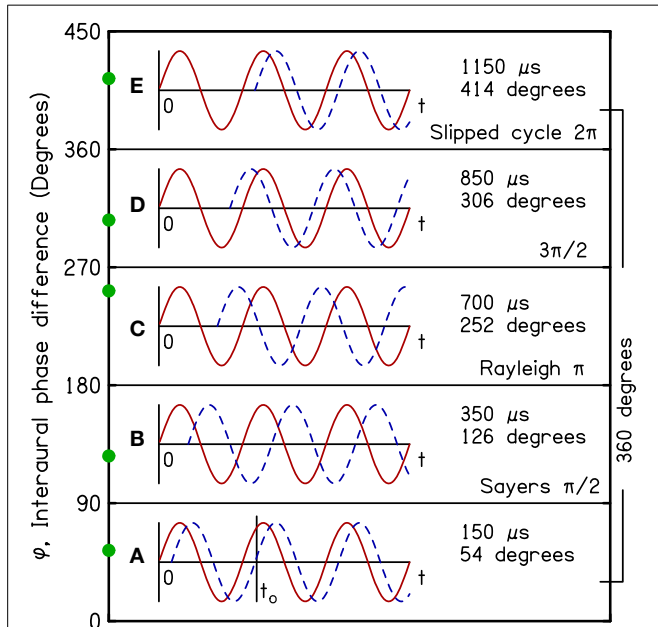 φ, Interaural phase difference (Degrees)
450
360
270
180
90
0
E
0
t
1150 μs
414 degrees
Slipped cycle 2π
D
0
t
850 μs
306 degrees
3π/2
C
0
t
700 μs
252 degrees
Rayleigh π
B
0
t
350 μs
126 degrees
Sayers π/2
A
0
t₀
t
150 μs
54 degrees
360 degrees